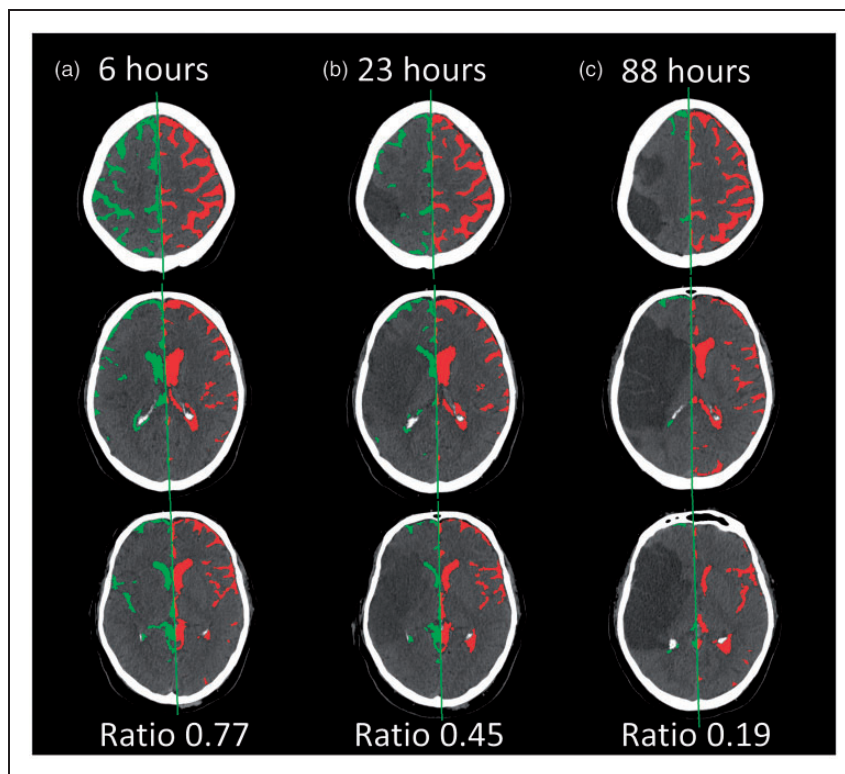 (a) 6 hours
(b) 23 hours
(c) 88 hours
Ratio 0.77
Ratio 0.45
Ratio 0.19